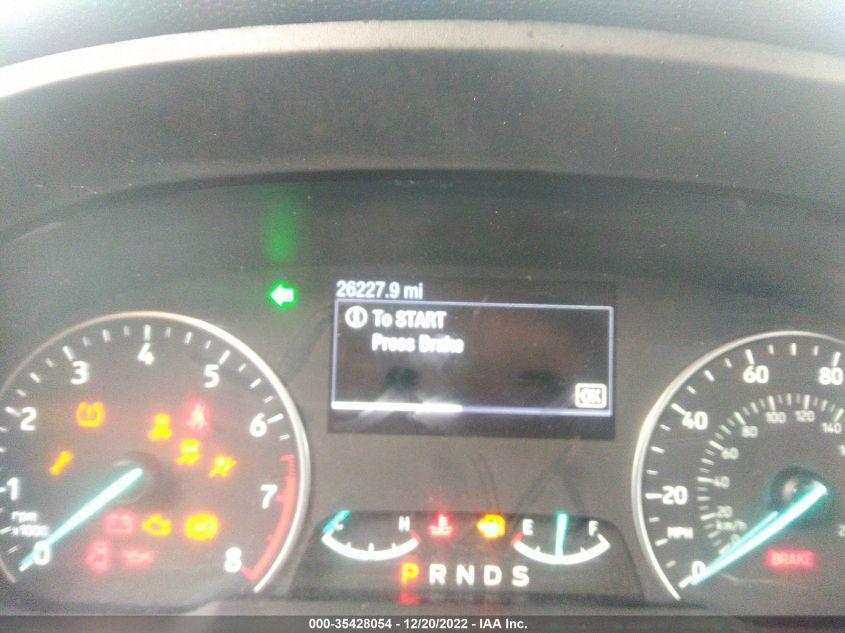 26227.9 mi
To START
Press Brake
OK
1 2 3 4 5 6 7 8
rpm
x1000
0
C H
E F
P R N D S
0 20 40 60 80
MPH
0 20 40 60 80 100 120 140
km/h
BRAKE
000-35428054 - 12/20/2022 - IAA Inc.